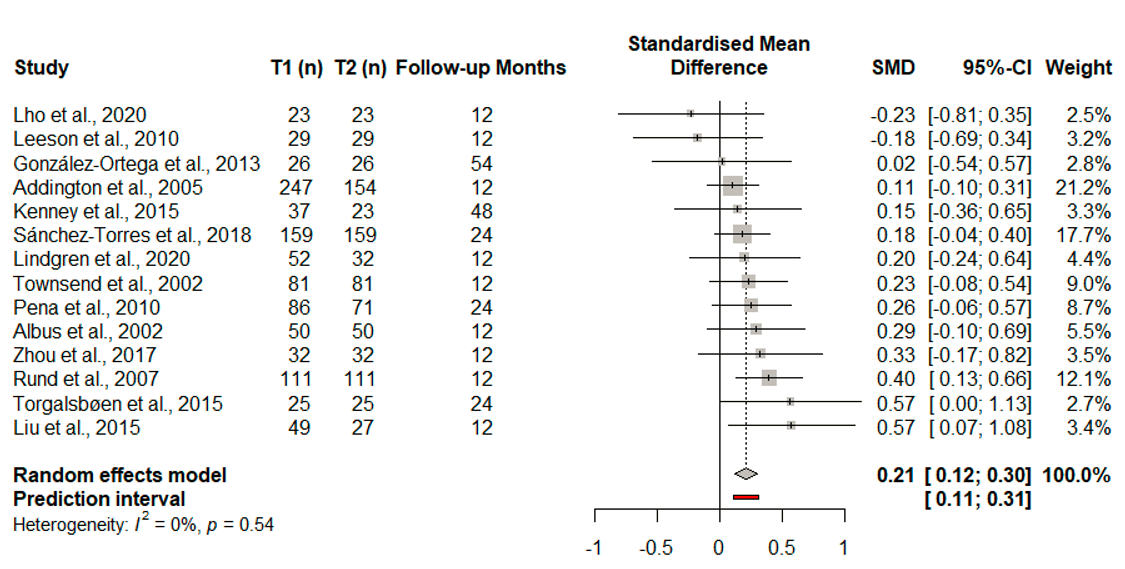 Standardised Mean
Study T1 (n) T2 (n) Follow-up Months Difference SMD 95%-CI Weight
Lho et al., 2020 23 23 12 -0.23 [-0.81; 0.35] 2.5%
Leeson et al., 2010 29 29 12 -0.18 [-0.69; 0.34] 3.2%
González-Ortega et al., 2013 26 26 54 0.02 [-0.54; 0.57] 2.8%
Addington et al., 2005 247 154 12 0.11 [-0.10; 0.31] 21.2%
Kenney et al., 2015 37 23 48 0.15 [-0.36; 0.65] 3.3%
Sánchez-Torres et al., 2018 159 159 24 0.18 [-0.04; 0.40] 17.7%
Lindgren et al., 2020 52 32 12 0.20 [-0.24; 0.64] 4.4%
Townsend et al., 2002 81 81 12 0.23 [-0.08; 0.54] 9.0%
Pena et al., 2010 86 71 24 0.26 [-0.06; 0.57] 8.7%
Albus et al., 2002 50 50 12 0.29 [-0.10; 0.69] 5.5%
Zhou et al., 2017 32 32 12 0.33 [-0.17; 0.82] 3.5%
Rund et al., 2007 111 111 12 0.40 [ 0.13; 0.66] 12.1%
Torgalsbøen et al., 2015 25 25 24 0.57 [ 0.00; 1.13] 2.7%
Liu et al., 2015 49 27 12 0.57 [ 0.07; 1.08] 3.4%
Random effects model 0.21 [ 0.12; 0.30] 100.0%
Prediction interval [ 0.11; 0.31]
Heterogeneity: I² = 0%, p = 0.54
-1 -0.5 0 0.5 1